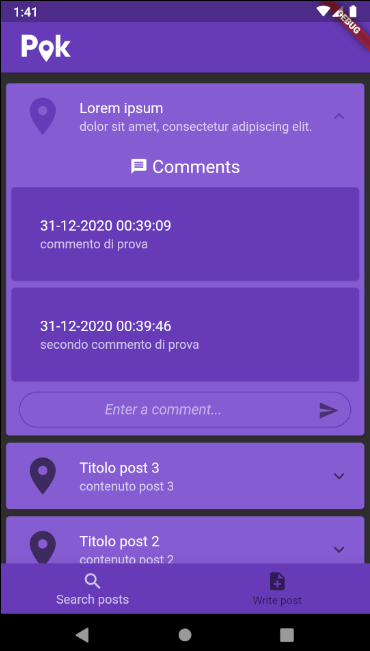 1:41
DEBUG
Pok
Lorem ipsum
dolor sit amet, consectetur adipiscing elit.
Comments
31-12-2020 00:39:09
commento di prova
31-12-2020 00:39:46
secondo commento di prova
Enter a comment...
Titolo post 3
contenuto post 3
Titolo post 2
contenuto post 2
Search posts
Write post